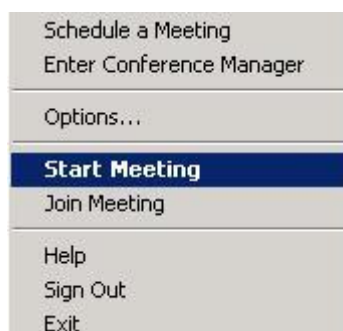 Schedule a Meeting
Enter Conference Manager
Options...
Start Meeting
Join Meeting
Help
Sign Out
Exit